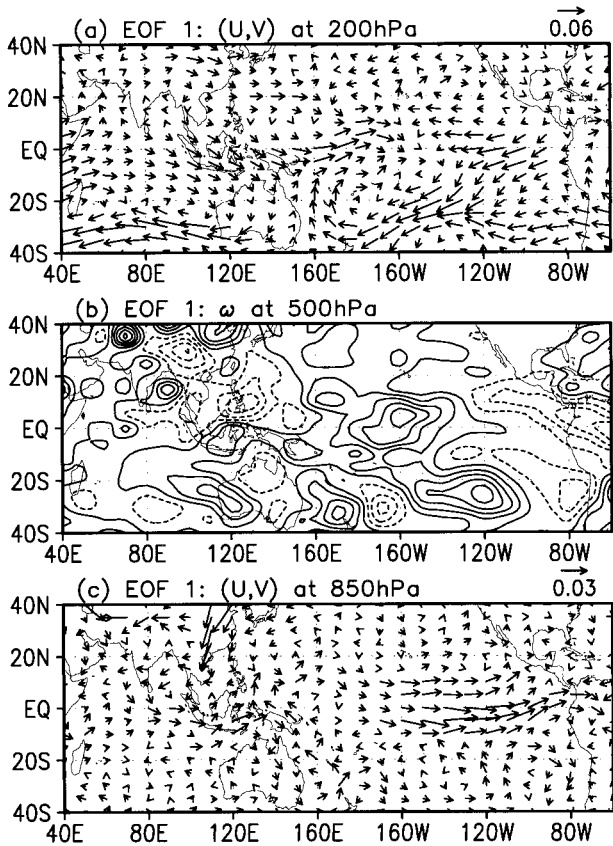 (a) EOF 1: (U,V) at 200hPa
0.06
40N
20N
EQ
20S
40S
40E 80E 120E 160E 160W 120W 80W
(b) EOF 1: ω at 500hPa
40N
20N
EQ
20S
40S
40E 80E 120E 160E 160W 120W 80W
(c) EOF 1: (U,V) at 850hPa
0.03
40N
20N
EQ
20S
40S
40E 80E 120E 160E 160W 120W 80W